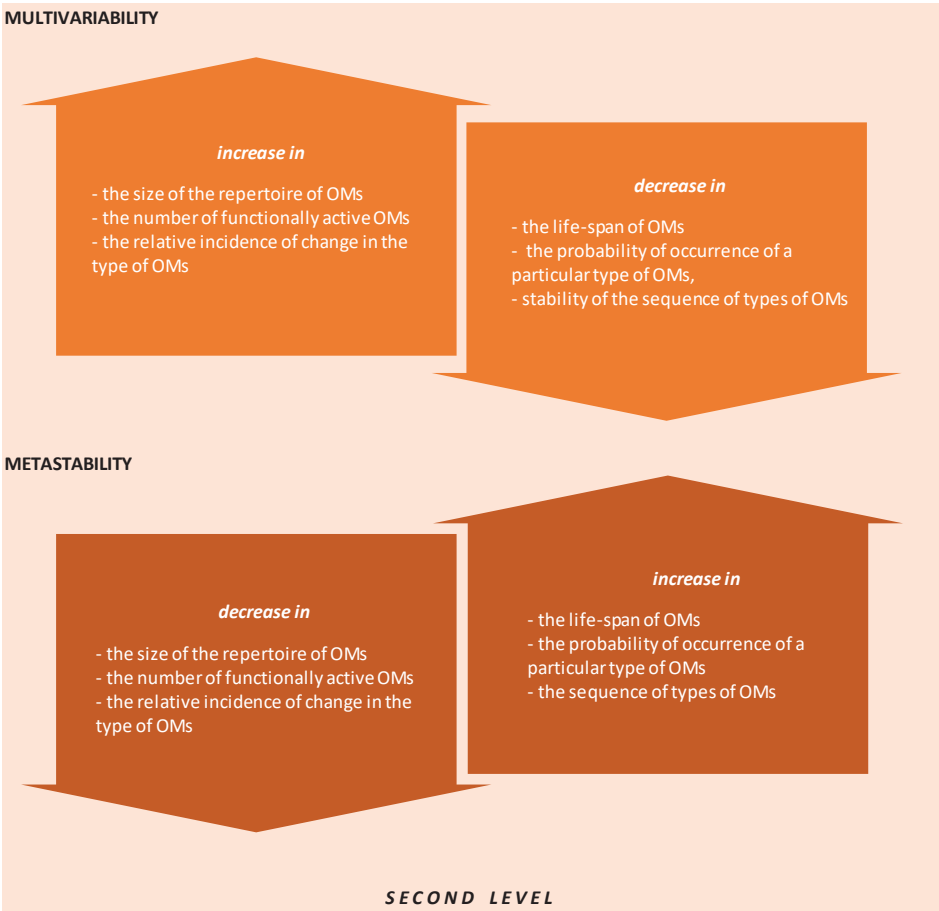 MULTIVARIABILITY
increase in
- the size of the repertoire of OMs
- the number of functionally active OMs
- the relative incidence of change in the
type of OMs
decrease in
- the life-span of OMs
-  the probability of occurrence of a
particular type of OMs,
- stability of the sequence of types of OMs
METASTABILITY
decrease in
- the size of the repertoire of OMs
- the number of functionally active OMs
- the relative incidence of change in the
type of OMs
increase in
- the life-span of OMs
- the probability of occurrence of a
particular type of OMs
- the sequence of types of OMs
SECOND LEVEL